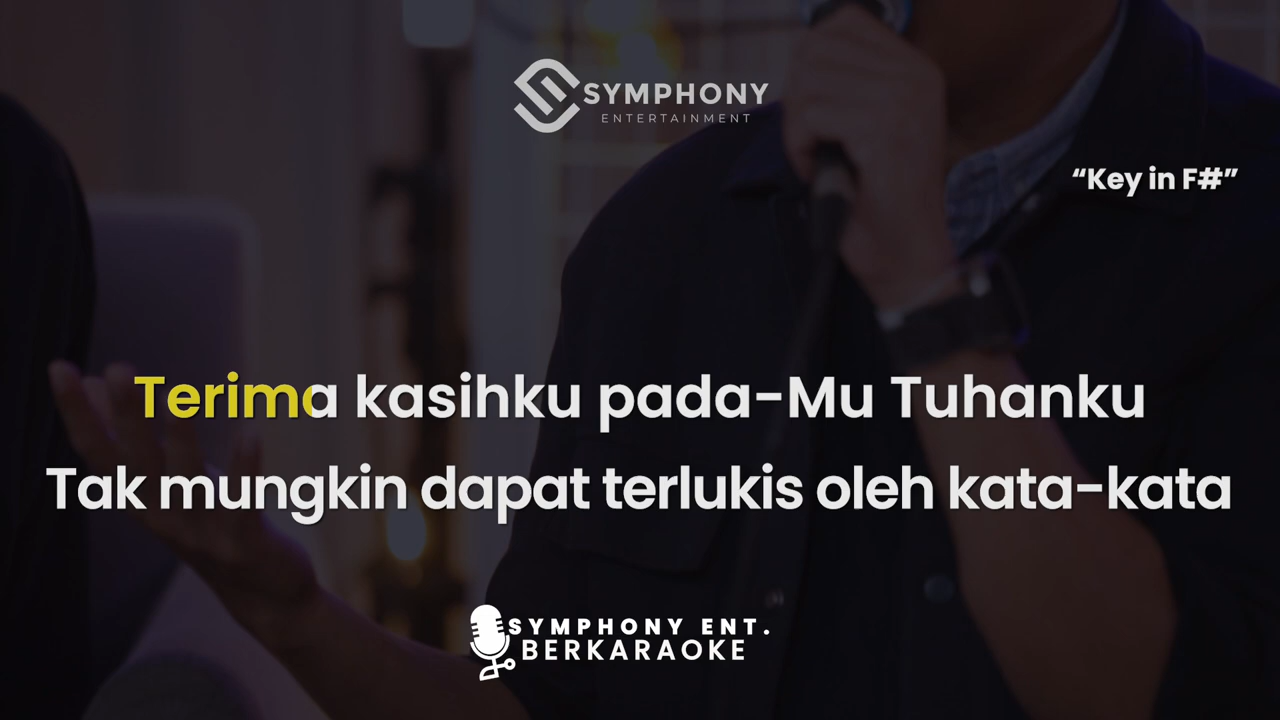 SYMPHONY
ENTERTAINMENT
“Key in F#”
Terima kasihku pada-Mu Tuhanku
Tak mungkin dapat terlukis oleh kata-kata
SYMPHONY ENT.
BERKARAOKE